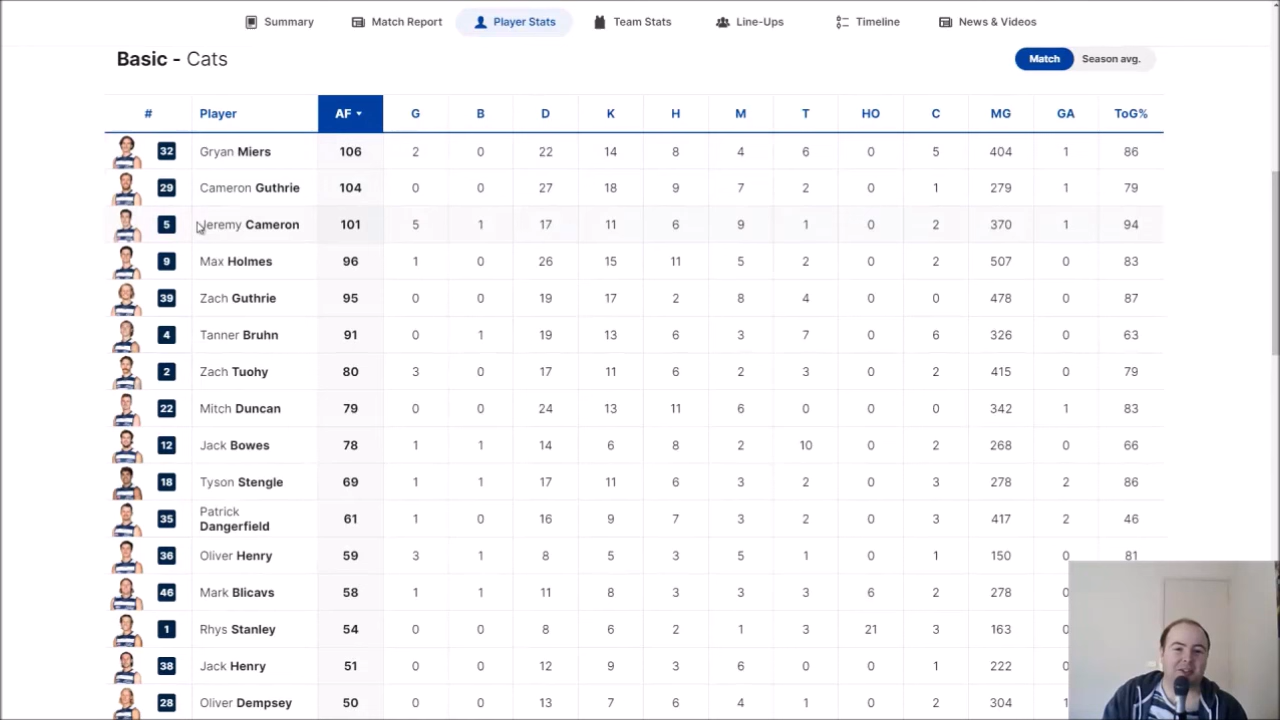 Summary Match Report Player Stats Team Stats Line-Ups Timeline News & Videos
Basic - Cats Match Season avg.
# Player AF G B D K H M T HO C MG GA ToG%
32 Gryan Miers 106 2 0 22 14 8 4 6 0 5 404 1 86
29 Cameron Guthrie 104 0 0 27 18 9 7 2 0 1 279 1 79
5 Jeremy Cameron 101 5 1 17 11 6 9 1 0 2 370 1 94
9 Max Holmes 96 1 0 26 15 11 5 2 0 2 507 0 83
39 Zach Guthrie 95 0 0 19 17 2 8 4 0 0 478 0 87
4 Tanner Bruhn 91 0 1 19 13 6 3 7 0 6 326 0 63
2 Zach Tuohy 80 3 0 17 11 6 2 3 0 2 415 0 79
22 Mitch Duncan 79 0 0 24 13 11 6 0 0 0 342 1 83
12 Jack Bowes 78 1 1 14 6 8 2 10 0 2 268 0 66
18 Tyson Stengle 69 1 1 17 11 6 3 2 0 3 278 2 86
35 Patrick
Dangerfield 61 1 0 16 9 7 3 2 0 3 417 2 46
36 Oliver Henry 59 3 1 8 5 3 5 1 0 1 150 0 81
46 Mark Blicavs 58 1 1 11 8 3 3 3 6 2 278 0
1 Rhys Stanley 54 0 0 8 6 2 1 3 21 3 163 0
38 Jack Henry 51 0 0 12 9 3 6 0 0 1 222 0
28 Oliver Dempsey 50 0 0 13 7 6 4 1 0 2 304 1